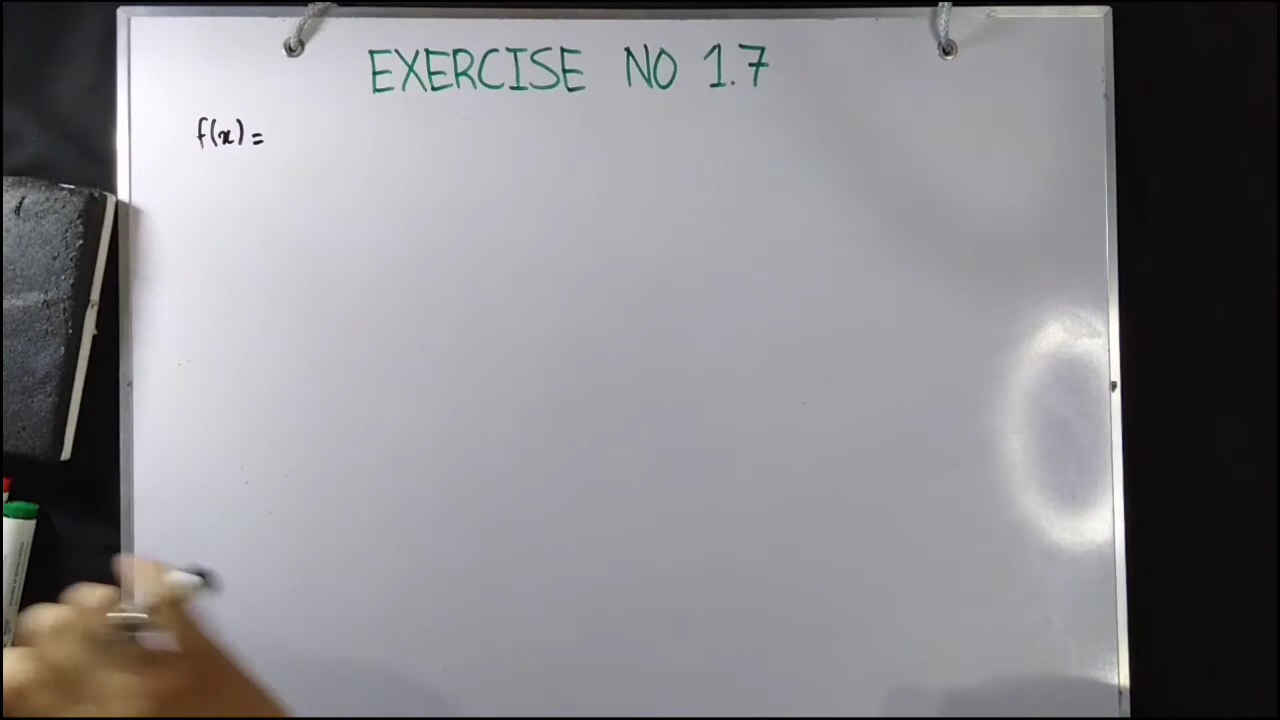 EXERCISE NO 1.7
f(x) =